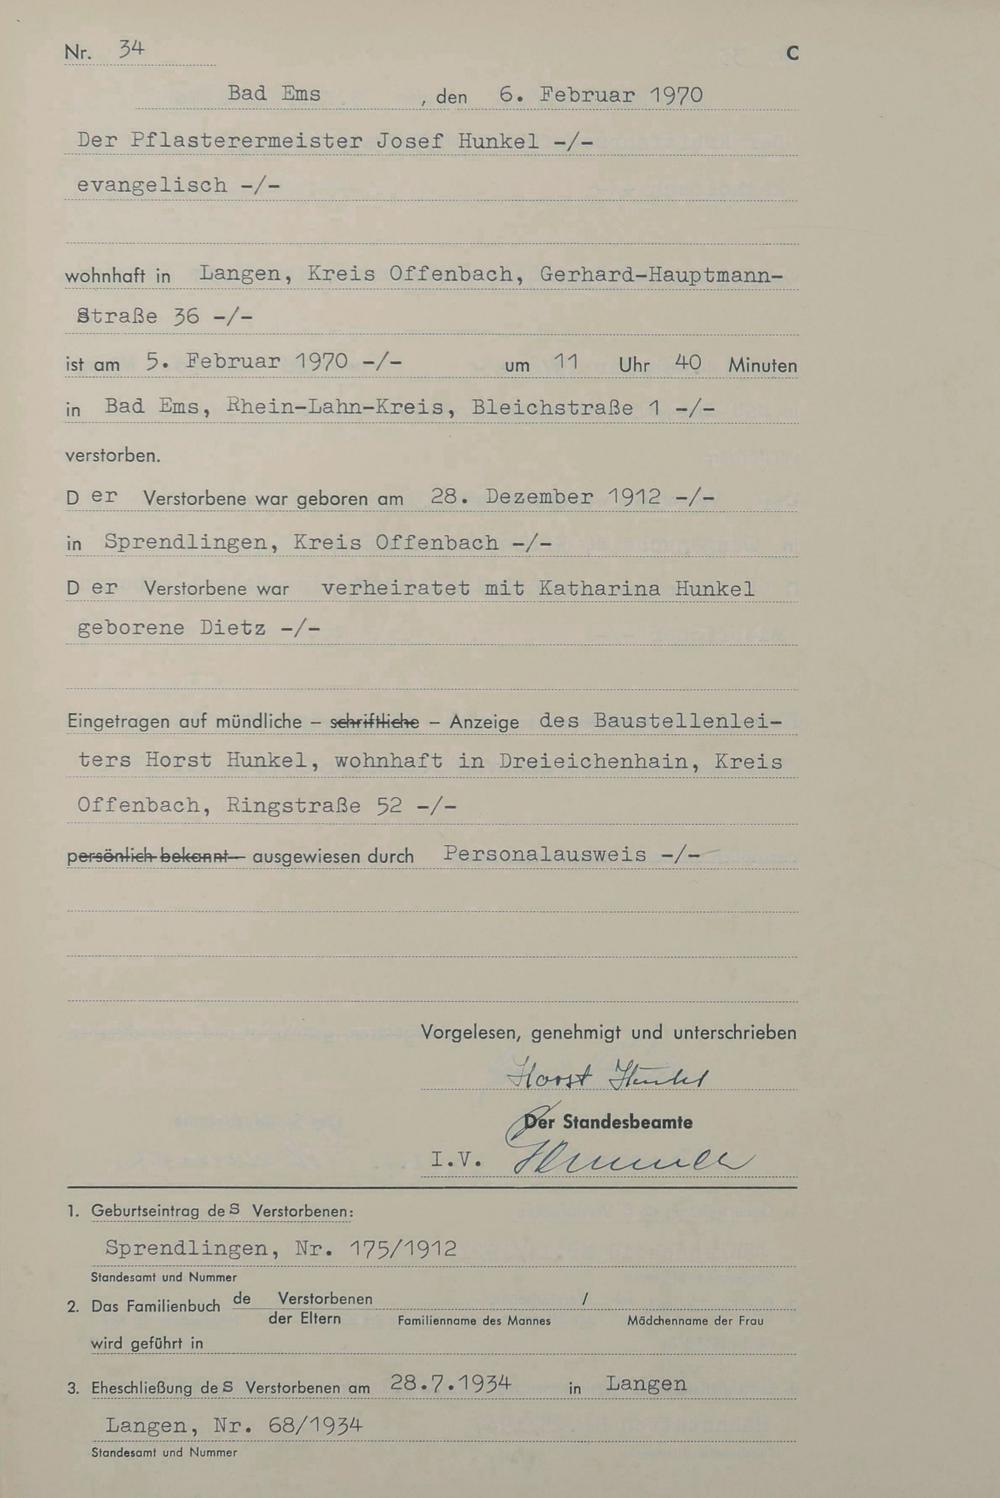 Nr. 34 C
Bad Ems , den 6. Februar 1970
Der Pflasterermeister Josef Hunkel -/-
evangelisch -/-
wohnhaft in Langen, Kreis Offenbach, Gerhard-Hauptmann-
Straße 36 -/-
ist am 5. Februar 1970 -/- um 11 Uhr 40 Minuten
in Bad Ems, Rhein-Lahn-Kreis, Bleichstraße 1 -/-
verstorben.
D er Verstorbene war geboren am 28. Dezember 1912 -/-
in Sprendlingen, Kreis Offenbach -/-
D er Verstorbene war verheiratet mit Katharina Hunkel
geborene Dietz -/-
Eingetragen auf mündliche – schriftliche – Anzeige des Baustellenlei-
ters Horst Hunkel, wohnhaft in Dreieichenhain, Kreis
Offenbach, Ringstraße 52 -/-
persönlich bekannt – ausgewiesen durch Personalausweis -/-
Vorgelesen, genehmigt und unterschrieben
Horst Hunkel
Der Standesbeamte
I.V.
1. Geburtseintrag des Verstorbenen:
Sprendlingen, Nr. 175/1912
Standesamt und Nummer
2. Das Familienbuch de Verstorbenen /
der Eltern Familienname des Mannes Mädchenname der Frau
wird geführt in
3. Eheschließung des Verstorbenen am 28.7.1934 in Langen
Langen, Nr. 68/1934
Standesamt und Nummer